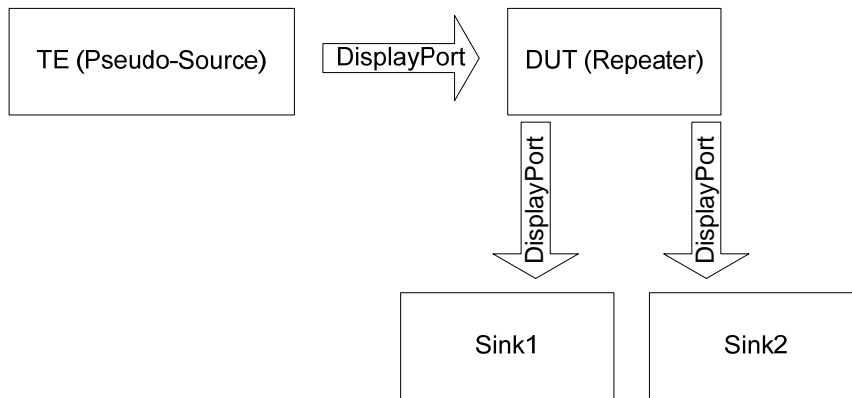 TE (Pseudo-Source)
DisplayPort
DUT (Repeater)
DisplayPort
DisplayPort
Sink1
Sink2